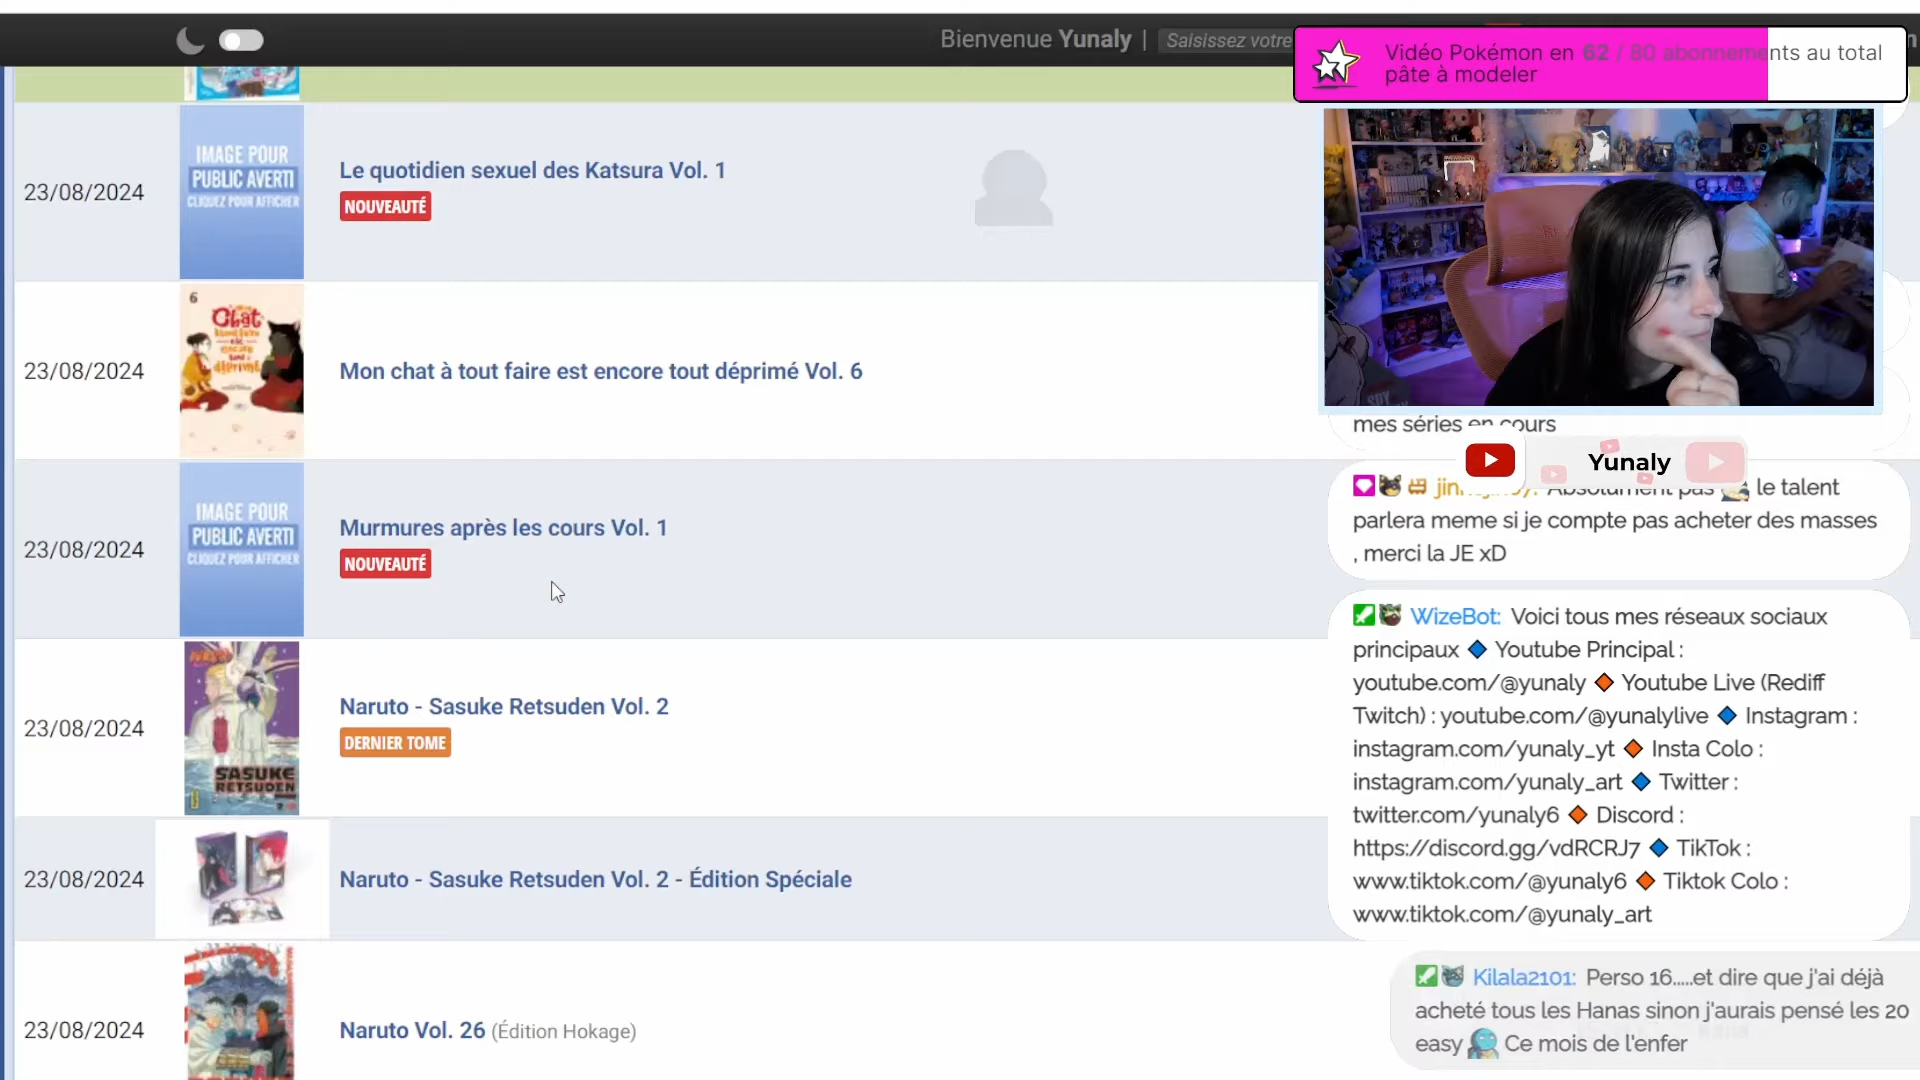 Bienvenue Yunaly | Saisissez votre
Vidéo Pokémon en 62 / 80 abonnements au total
pâte à modeler
23/08/2024
IMAGE POUR
PUBLIC AVERTI
CLIQUEZ POUR AFFICHER
Le quotidien sexuel des Katsura Vol. 1
NOUVEAUTÉ
23/08/2024
6
Chat
déprimé
Mon chat à tout faire est encore tout déprimé Vol. 6
23/08/2024
IMAGE POUR
PUBLIC AVERTI
CLIQUEZ POUR AFFICHER
Murmures après les cours Vol. 1
NOUVEAUTÉ
23/08/2024
SASUKE
RETSUDEN
Naruto - Sasuke Retsuden Vol. 2
DERNIER TOME
23/08/2024
Naruto - Sasuke Retsuden Vol. 2 - Édition Spéciale
23/08/2024
Naruto Vol. 26 (Édition Hokage)
mes séries en cours
Yunaly
Absolument pas le talent
parlera meme si je compte pas acheter des masses
, merci la JE xD
WizeBot: Voici tous mes réseaux sociaux
principaux 🔷 Youtube Principal :
youtube.com/@yunaly 🔶 Youtube Live (Rediff
Twitch) : youtube.com/@yunalylive 🔷 Instagram :
instagram.com/yunaly_yt 🔶 Insta Colo :
instagram.com/yunaly_art 🔷 Twitter :
twitter.com/yunaly6 🔶 Discord :
https://discord.gg/vdRCRJ7 🔷 TikTok :
www.tiktok.com/@yunaly6 🔶 Tiktok Colo :
www.tiktok.com/@yunaly_art
Kilala2101: Perso 16.....et dire que j'ai déjà
acheté tous les Hanas sinon j'aurais pensé les 20
easy Ce mois de l'enfer